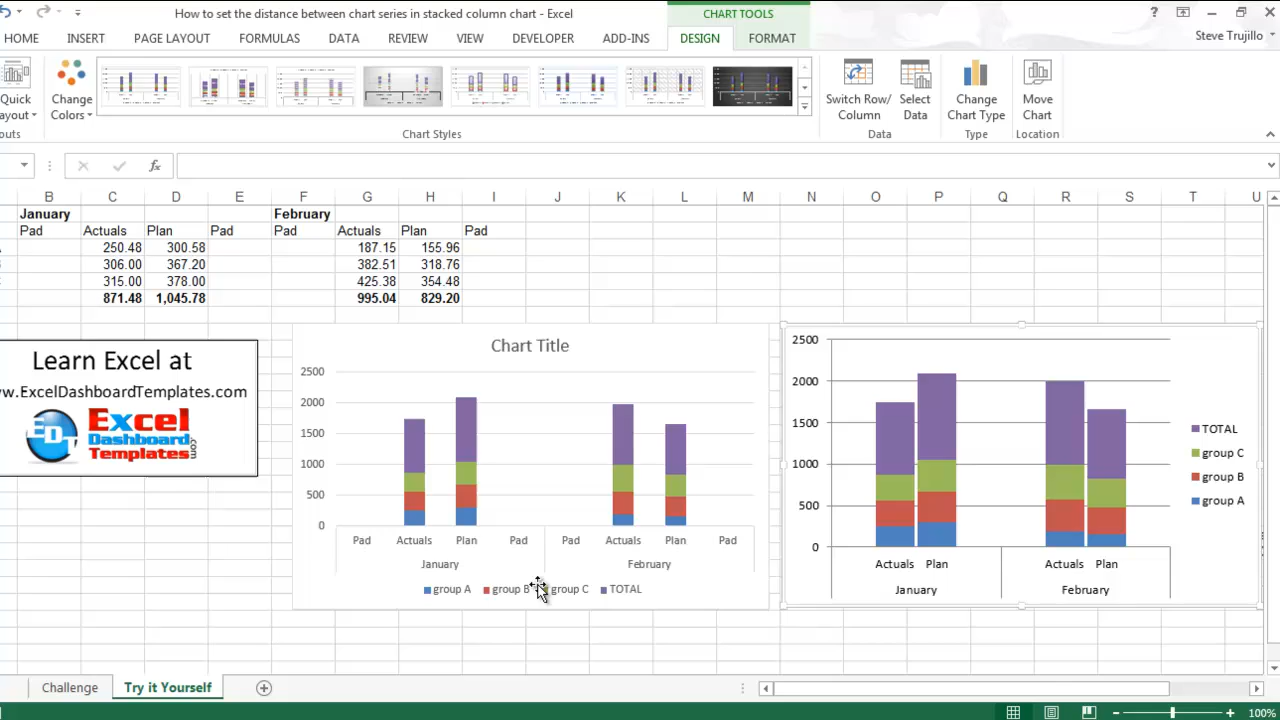 How to set the distance between chart series in stacked column chart - Excel
CHART TOOLS
?
HOME INSERT PAGE LAYOUT FORMULAS DATA REVIEW VIEW DEVELOPER ADD-INS DESIGN FORMAT
Steve Trujillo
Quick
ayout
Change
Colors
Switch Row/
Column
Select
Data
Change
Chart Type
Move
Chart
outs
Chart Styles
Data
Type
Location
fx
B C D E F G H I J K L M N O P Q R S T U
January February
Pad Actuals Plan Pad Pad Actuals Plan Pad
250.48 300.58 187.15 155.96
306.00 367.20 382.51 318.76
315.00 378.00 425.38 354.48
871.48 1,045.78 995.04 829.20
Learn Excel at
w.ExcelDashboardTemplates.com
EDT
Excel
Dashboard
Templates
.com
Chart Title
2500
2000
1500
1000
500
0
Pad Actuals Plan Pad Pad Actuals Plan Pad
January February
group A group B group C TOTAL
2500
2000
1500
1000
500
0
Actuals Plan Actuals Plan
January February
TOTAL
group C
group B
group A
Challenge Try it Yourself
100%